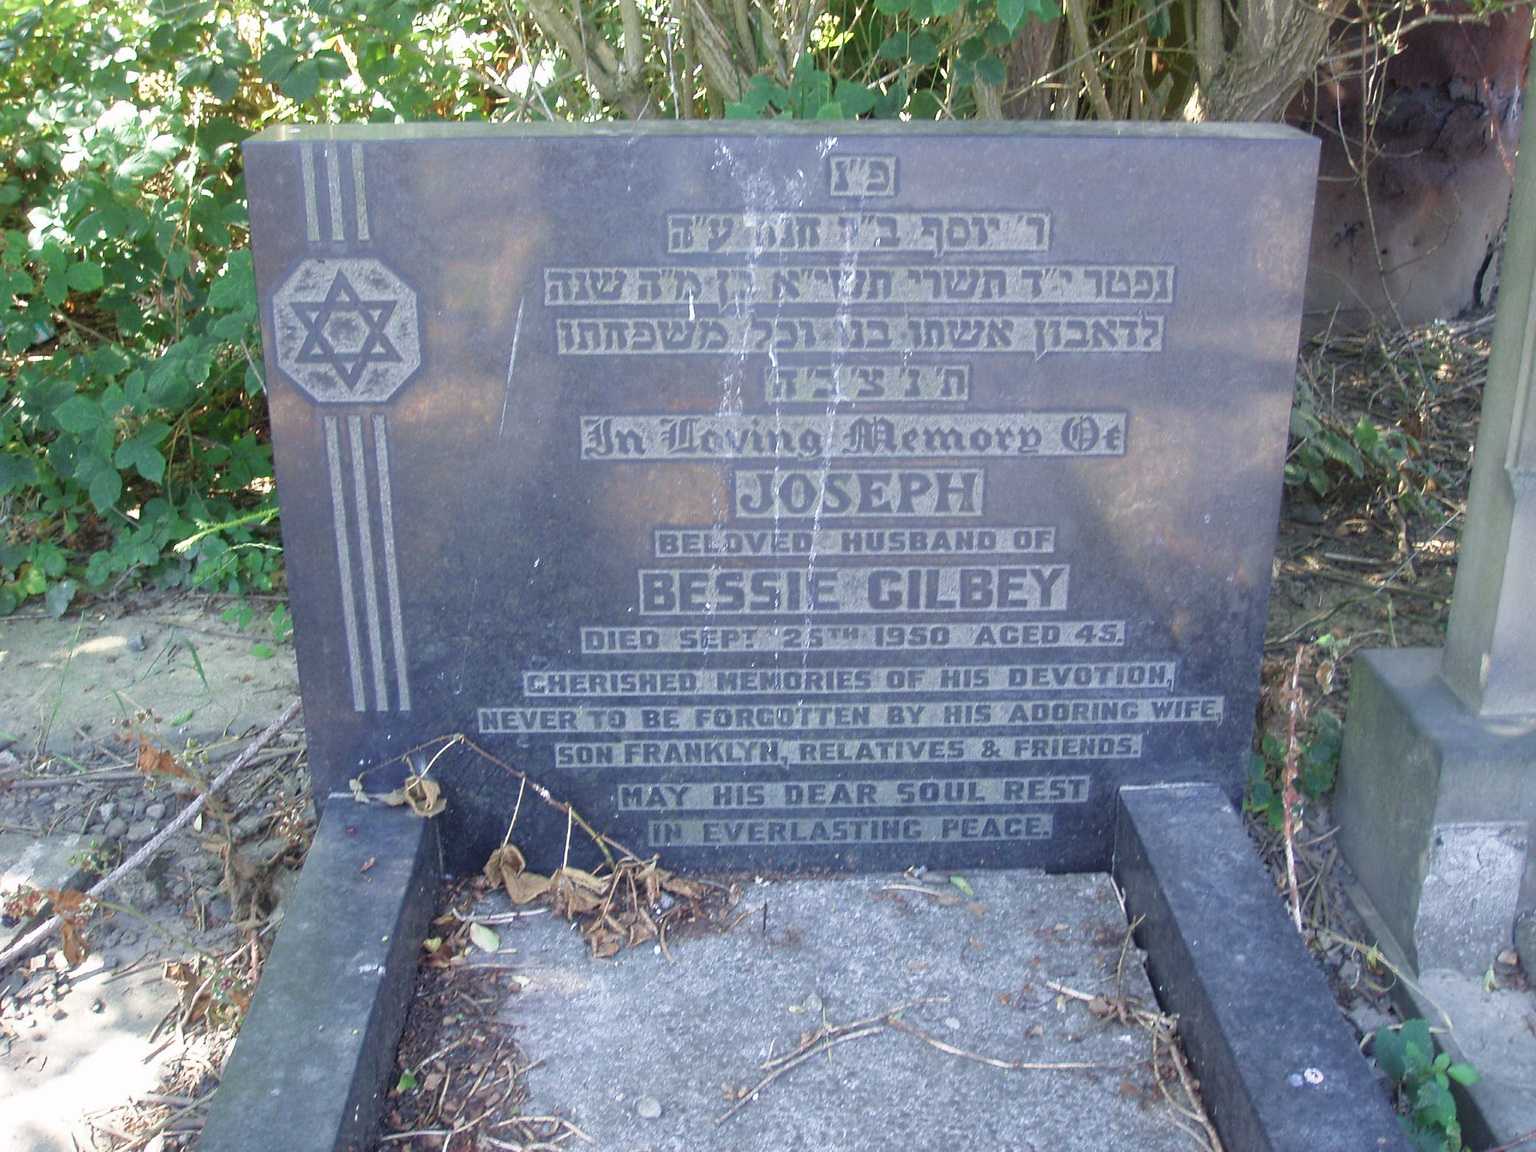 פ״נ
ר׳ יוסף ב״ר חנה ע״ה
נפטר י״ד תשרי תשי״א בן מ״ה שנה
לדאבון אשתו בנו וכל משפחתו
ת׳ נ׳ צ׳ ב׳ ה׳
In Loving Memory Of
JOSEPH
BELOVED HUSBAND OF
BESSIE GILBEY
DIED SEPT. 25TH 1950 AGED 45.
CHERISHED MEMORIES OF HIS DEVOTION,
NEVER TO BE FORGOTTEN BY HIS ADORING WIFE,
SON FRANKLYN, RELATIVES & FRIENDS.
MAY HIS DEAR SOUL REST
IN EVERLASTING PEACE.